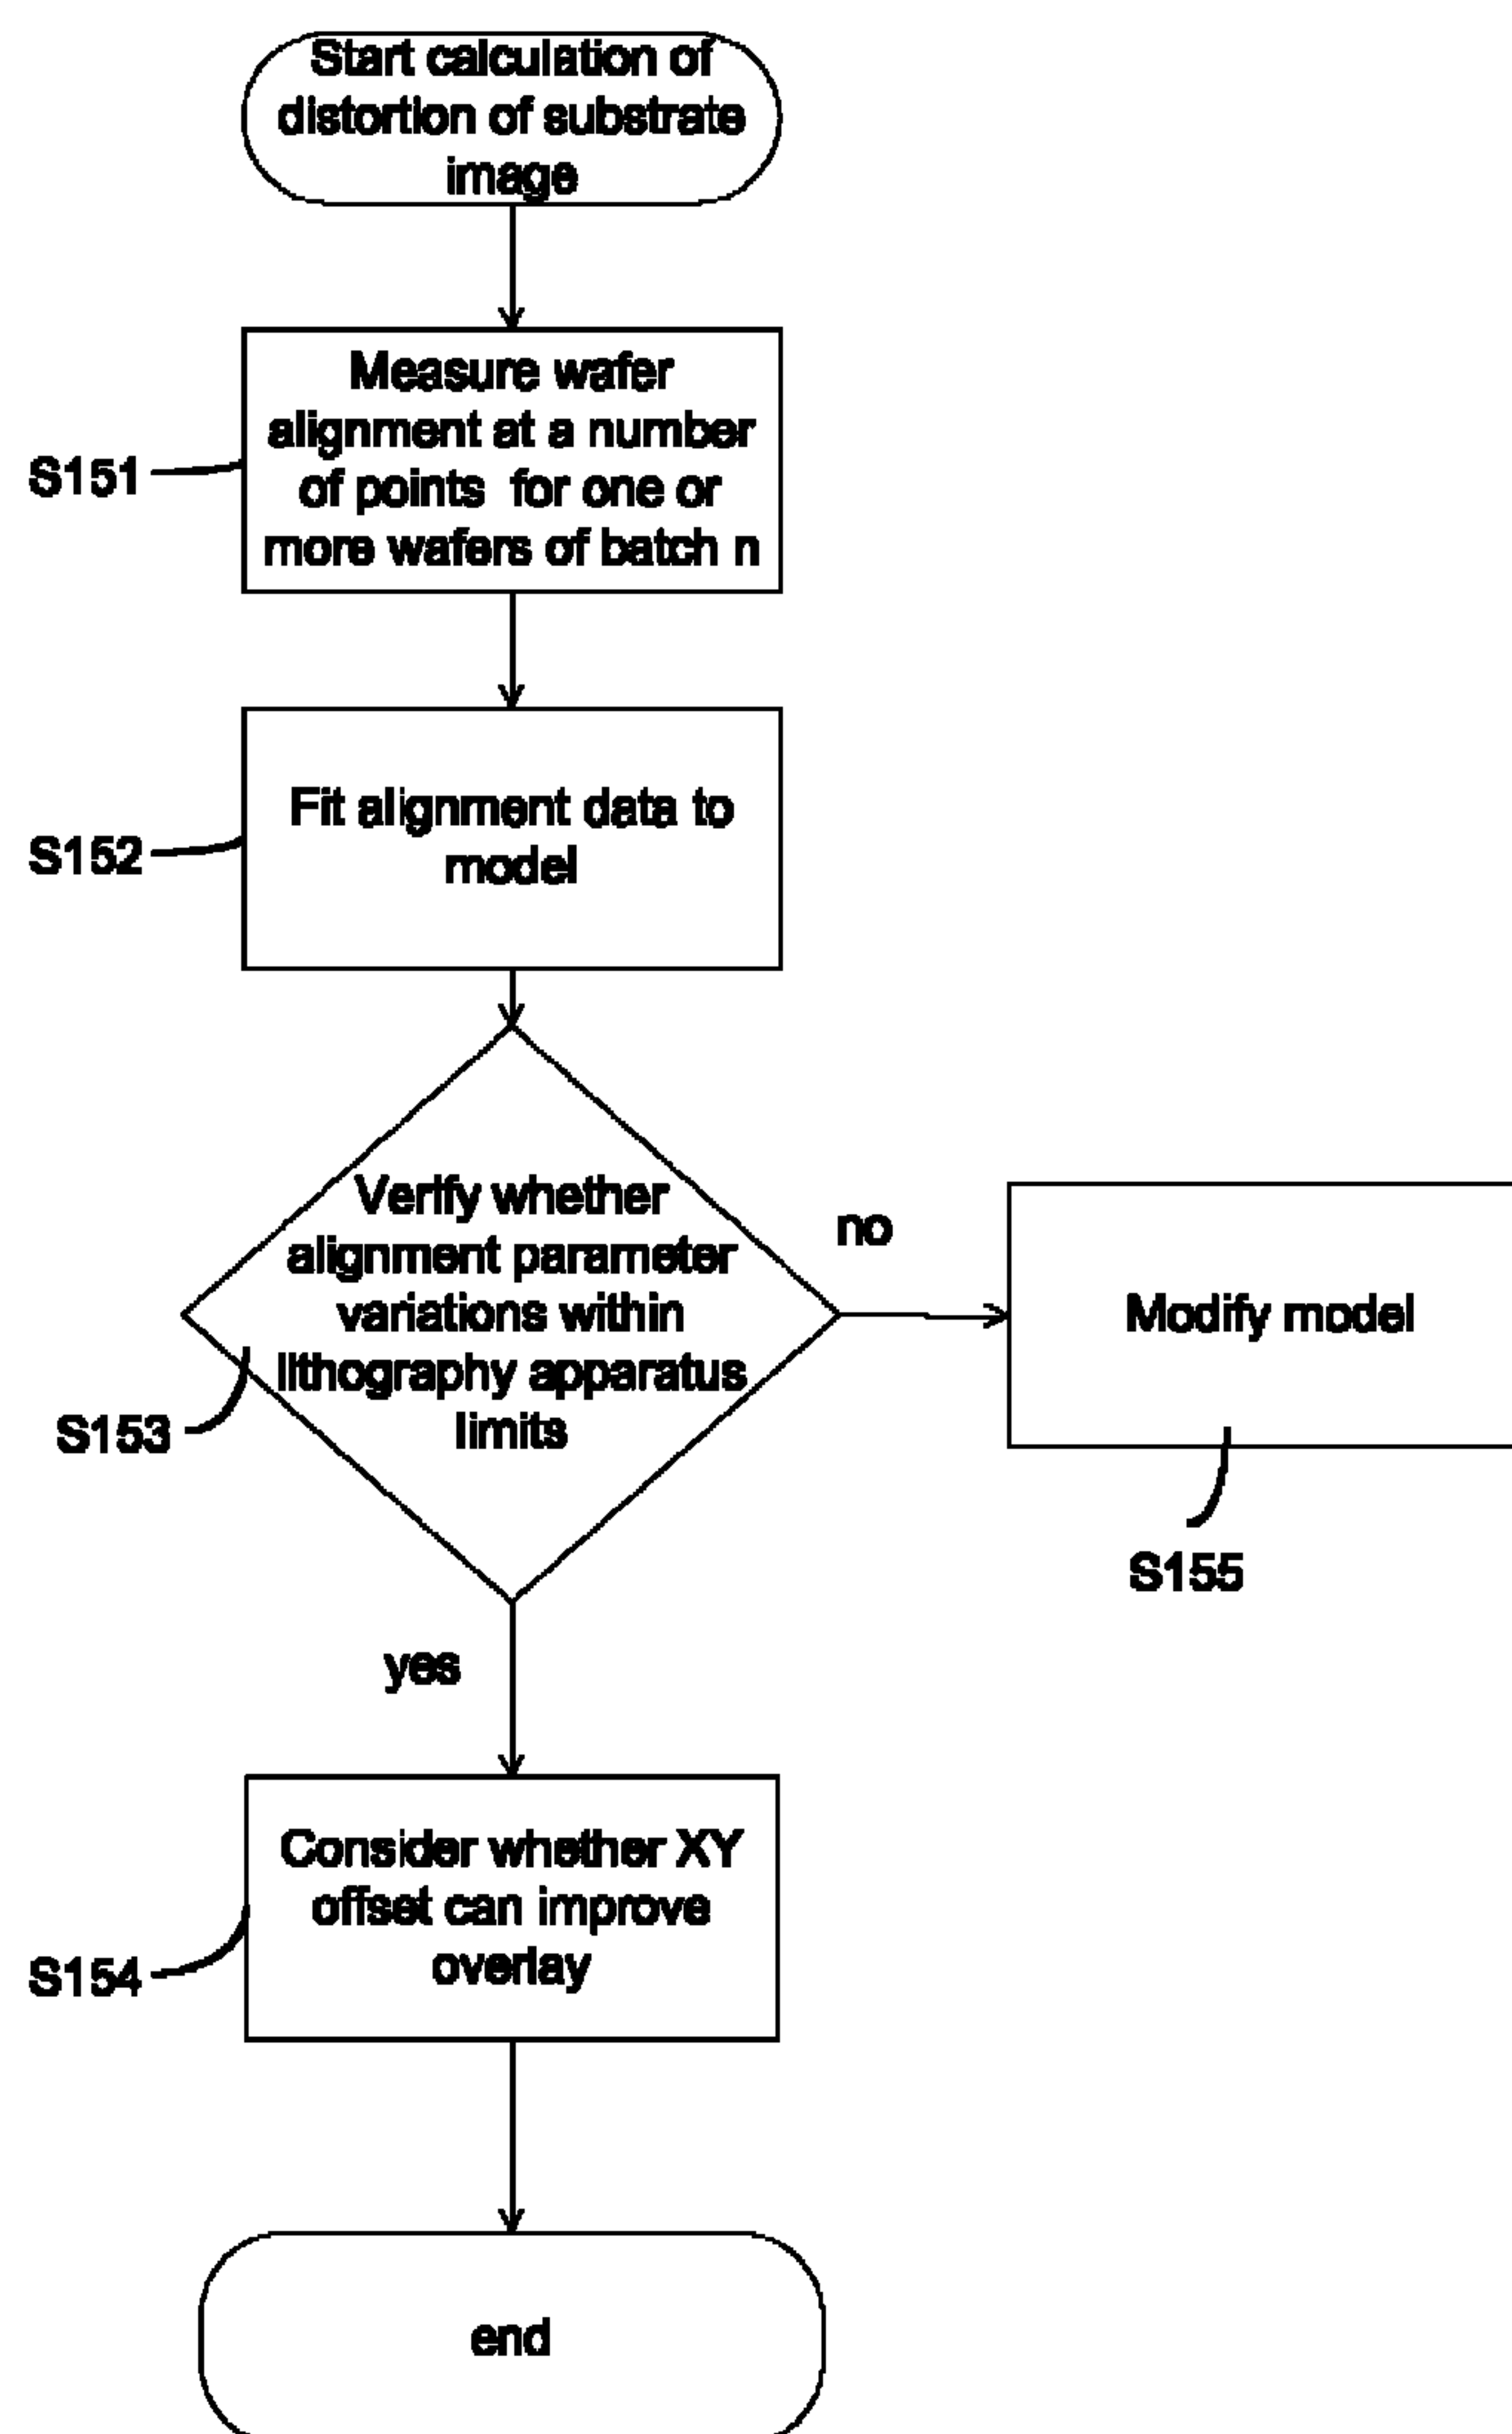 Start calculation of
distortion of substrate
image
Measure wafer
alignment at a number
of points for one or
more wafers of batch n
S151
Fit alignment data to
model
S152
Verify whether
alignment parameter
variations within
lithography apparatus
limits
S153
no
Modify model
S155
yes
Consider whether XY
offset can improve
overlay
S154
end